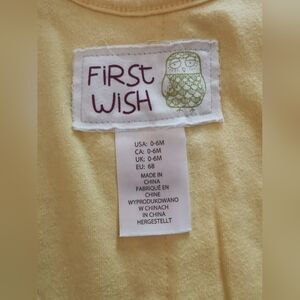 FiRSt
WiSH
USA: 0-6M
CA: 0-6M
UK: 0-6M
EU: 68
MADE IN
CHINA
FABRIQUÉ EN
CHINE
WYPRODUKOWANO
W CHINACH
IN CHINA
HERGESTELLT